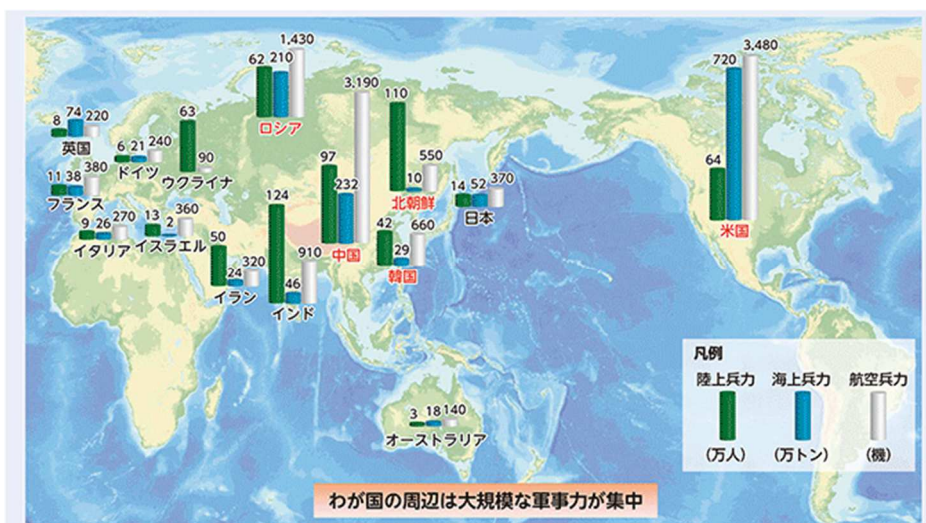 1,430
62 210
ロシア
3,190
110
3,480
720
8 74 220
英国
6 21 240
ドイツ
63
90
ウクライナ
97
232
中国
10
550
北朝鮮
14 52 370
日本
64
米国
11 38 380
フランス
9 26 270
イタリア
13 2 360
イスラエル
124
46
910
インド
50
24 320
イラン
42
29
660
韓国
3 18 140
オーストラリア
凡例
陸上兵力 海上兵力 航空兵力
(万人) (万トン) (機)
わが国の周辺は大規模な軍事力が集中